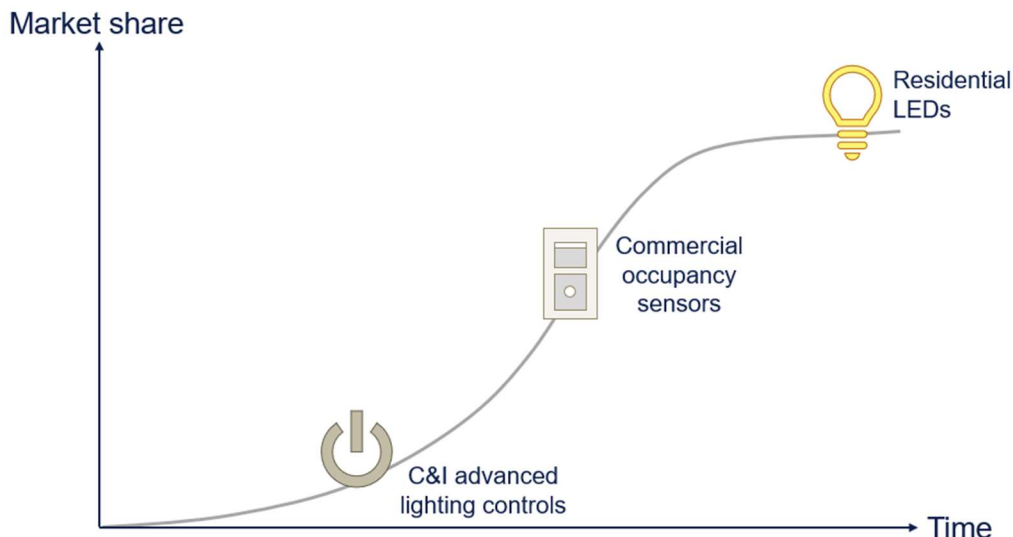 Market share
Residential
LEDs
Commercial
occupancy
sensors
C&I advanced
lighting controls
Time